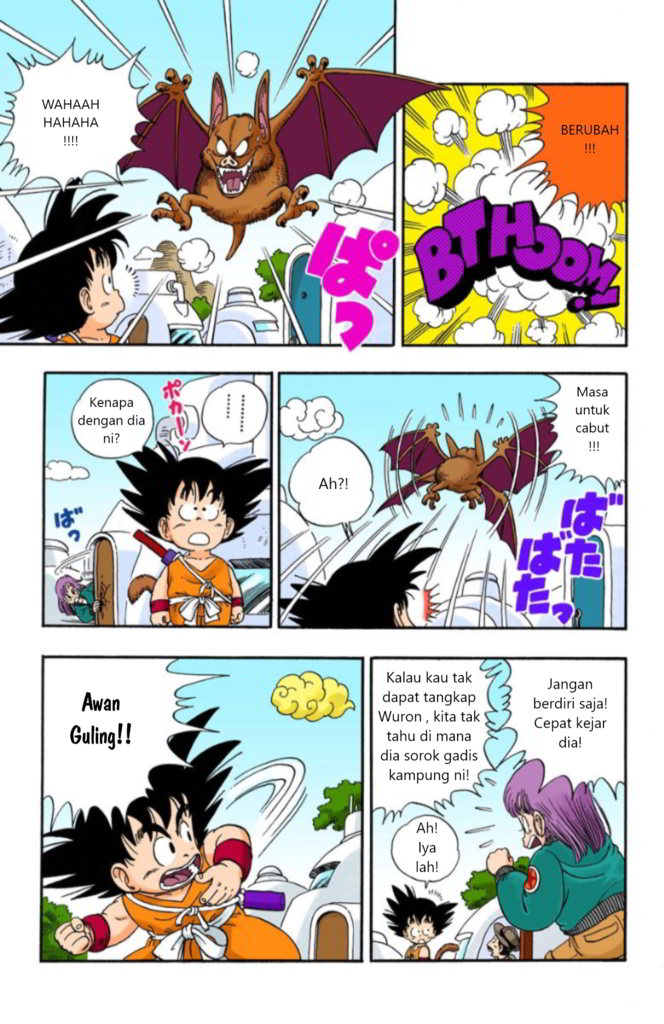 BERUBAH
!!!
BTHOOM!
WAHAAH
HAHAHA
!!!!
ぱっ
Masa
untuk
cabut
!!!
Ah?!
ばた
ばたっ
……
ポカーン
Kenapa
dengan dia
ni?
ばっ
Jangan
berdiri saja!
Cepat kejar
dia!
Kalau kau tak
dapat tangkap
Wuron , kita tak
tahu di mana
dia sorok gadis
kampung ni!
Ah!
Iya
lah!
Awan
Guling!!